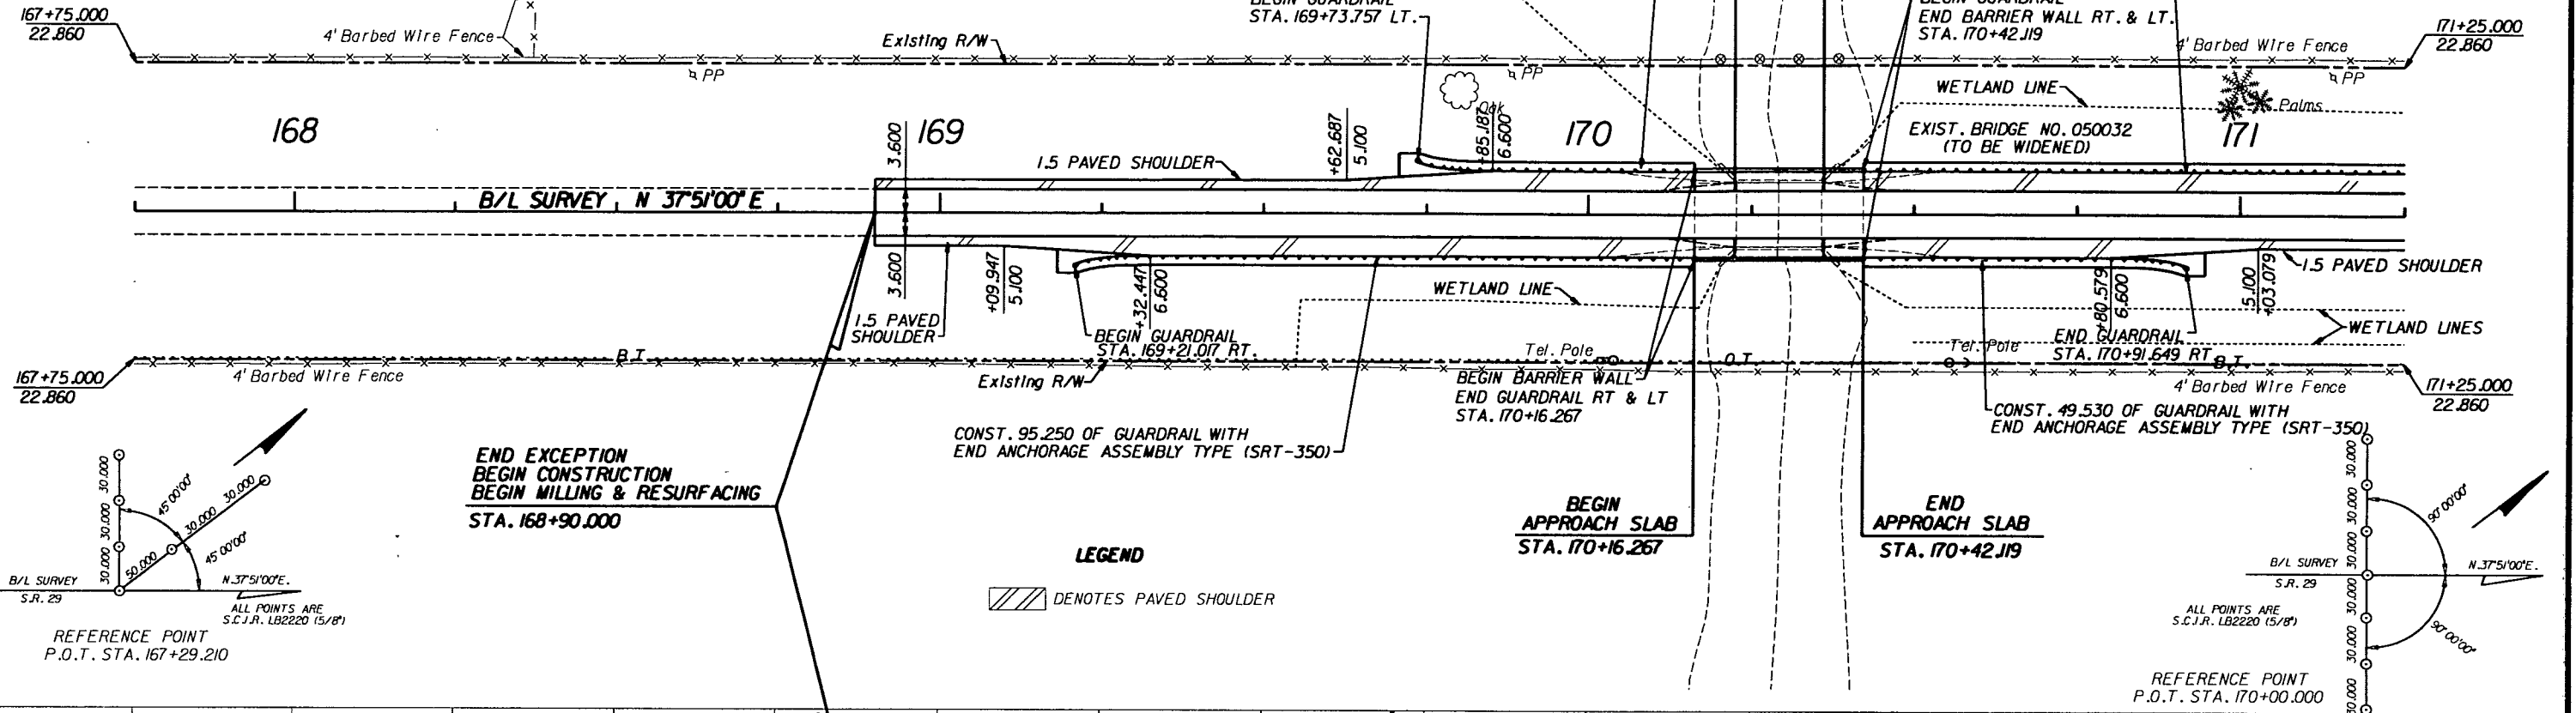 167+75.000
22.860
4' Barbed Wire Fence
PP
Existing R/W
BEGIN GUARDRAIL
STA. 169+73.757 LT.
PP
BEGIN GUARDRAIL
END BARRIER WALL RT. & LT.
STA. 170+42.119
4' Barbed Wire Fence
171+25.000
22.860
PP
WETLAND LINE
Palms
Oak
168
169
170
171
EXIST. BRIDGE NO. 050032
(TO BE WIDENED)
3.600
1.5 PAVED SHOULDER
+62.687
5.100
+85.187
6.600
B/L SURVEY N 37°51'00" E
3.600
1.5 PAVED
SHOULDER
+09.947
5.100
+32.447
6.600
BEGIN GUARDRAIL
STA. 169+21.017 RT.
WETLAND LINE
+80.579
6.600
5.100
+103.079
1.5 PAVED SHOULDER
WETLAND LINES
END GUARDRAIL
STA. 170+91.649 RT.
Tel. Pole
O.T.
Tel. Pole
B.T.
B.T.
167+75.000
22.860
4' Barbed Wire Fence
Existing R/W
BEGIN BARRIER WALL
END GUARDRAIL RT & LT
STA. 170+16.267
4' Barbed Wire Fence
171+25.000
22.860
CONST. 95.250 OF GUARDRAIL WITH
END ANCHORAGE ASSEMBLY TYPE (SRT-350)
CONST. 49.530 OF GUARDRAIL WITH
END ANCHORAGE ASSEMBLY TYPE (SRT-350)
END EXCEPTION
BEGIN CONSTRUCTION
BEGIN MILLING & RESURFACING
STA. 168+90.000
BEGIN
APPROACH SLAB
STA. 170+16.267
END
APPROACH SLAB
STA. 170+42.119
LEGEND
DENOTES PAVED SHOULDER
30.000
30.000
30.000
45°00'00"
30.000
30.000
50.000
45°00'00"
B/L SURVEY
S.R. 29
N.37°51'00"E.
ALL POINTS ARE
S.C.I.R. LB2220 (5/8")
REFERENCE POINT
P.O.T. STA. 167+29.210
30.000
30.000
30.000
30.000
30.000
30.000
90°00'00"
90°00'00"
B/L SURVEY
S.R. 29
N.37°51'00"E.
ALL POINTS ARE
S.C.I.R. LB2220 (5/8")
REFERENCE POINT
P.O.T. STA. 170+00.000